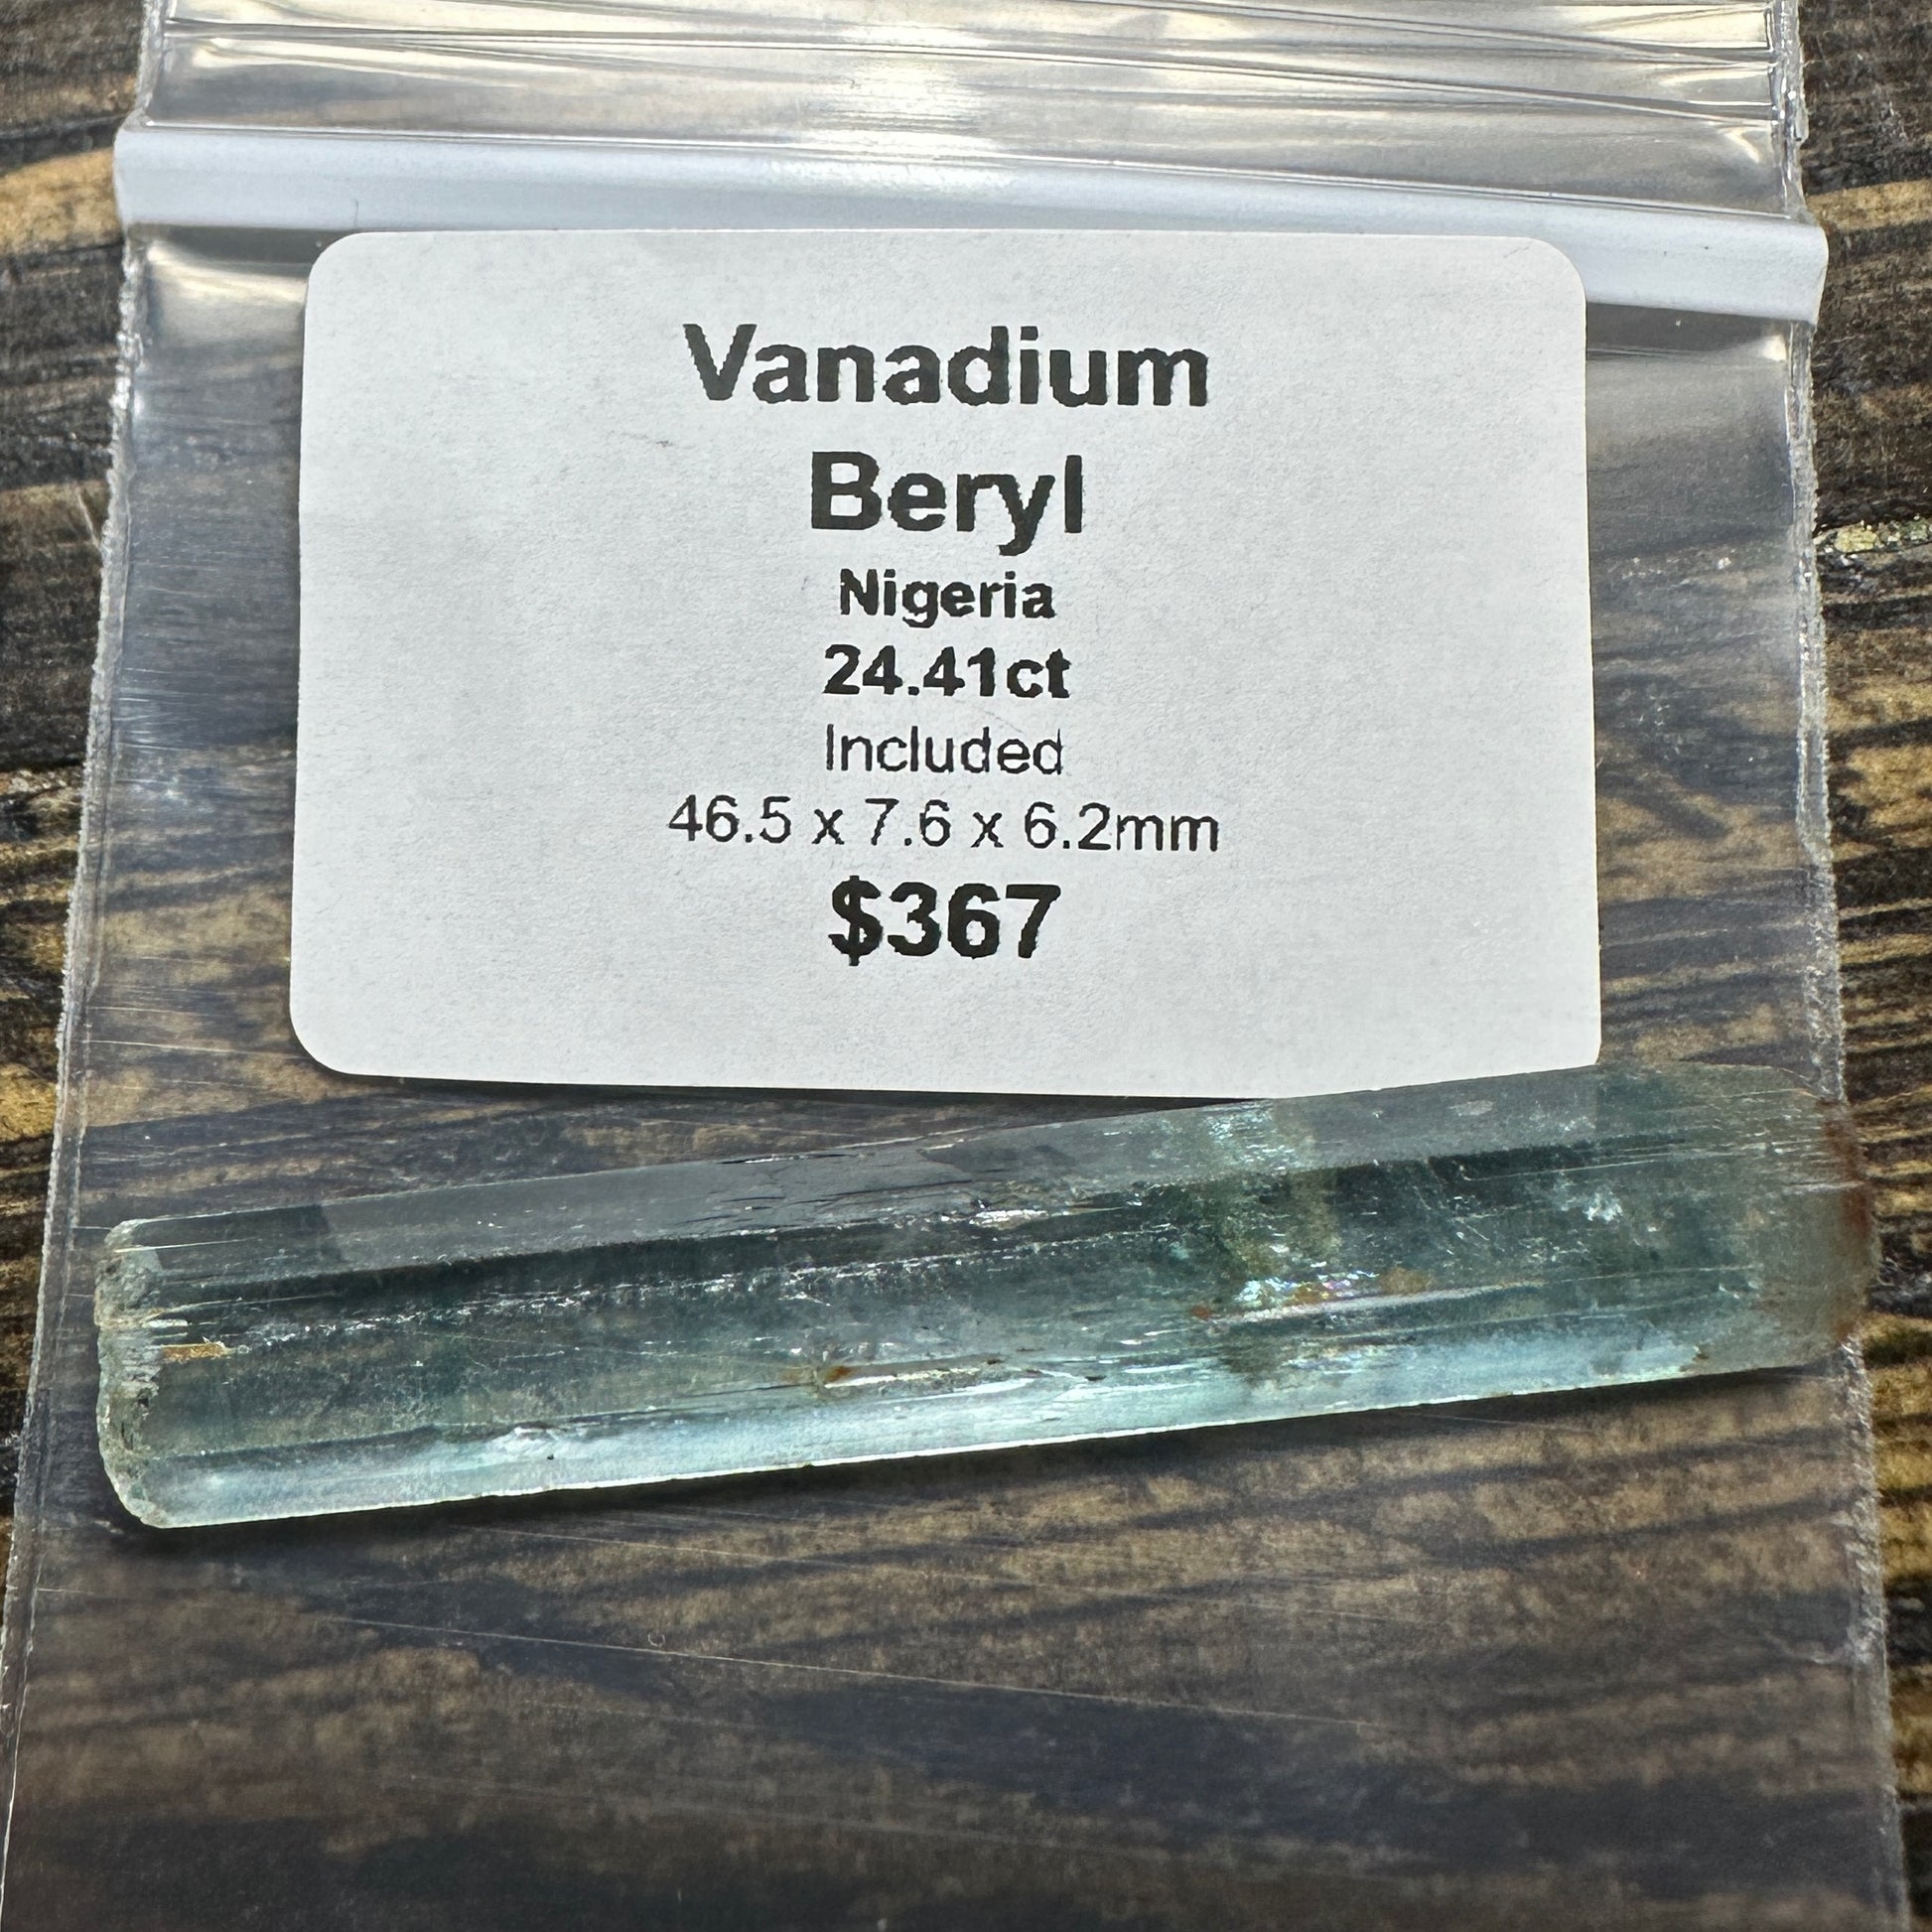 Vanadium
Beryl
Nigeria
24.41ct
Included
46.5 x 7.6 x 6.2mm
$367